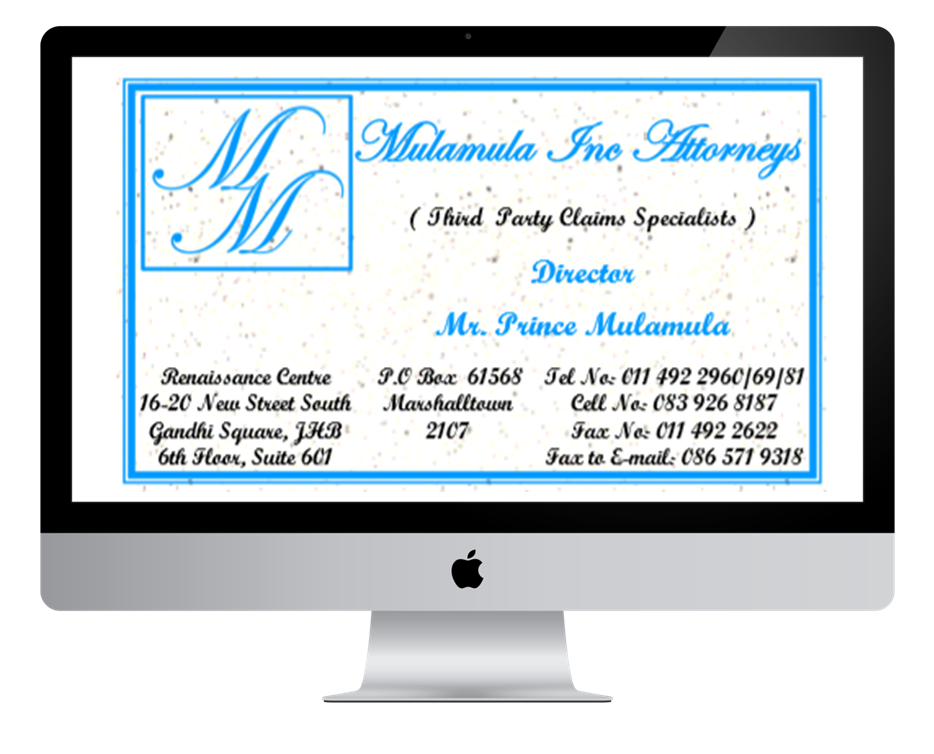 M
M
Mulamula Inc Attorneys
( Third Party Claims Specialists )
Director
Mr. Prince Mulamula
Renaissance Centre
16-20 New Street South
Gandhi Square, JHB
6th Floor, Suite 601
P.O Box 61568
Marshalltown
2107
Tel No: 011 492 2960/69/81
Cell No: 083 926 8187
Fax No: 011 492 2622
Fax to E-mail: 086 571 9318